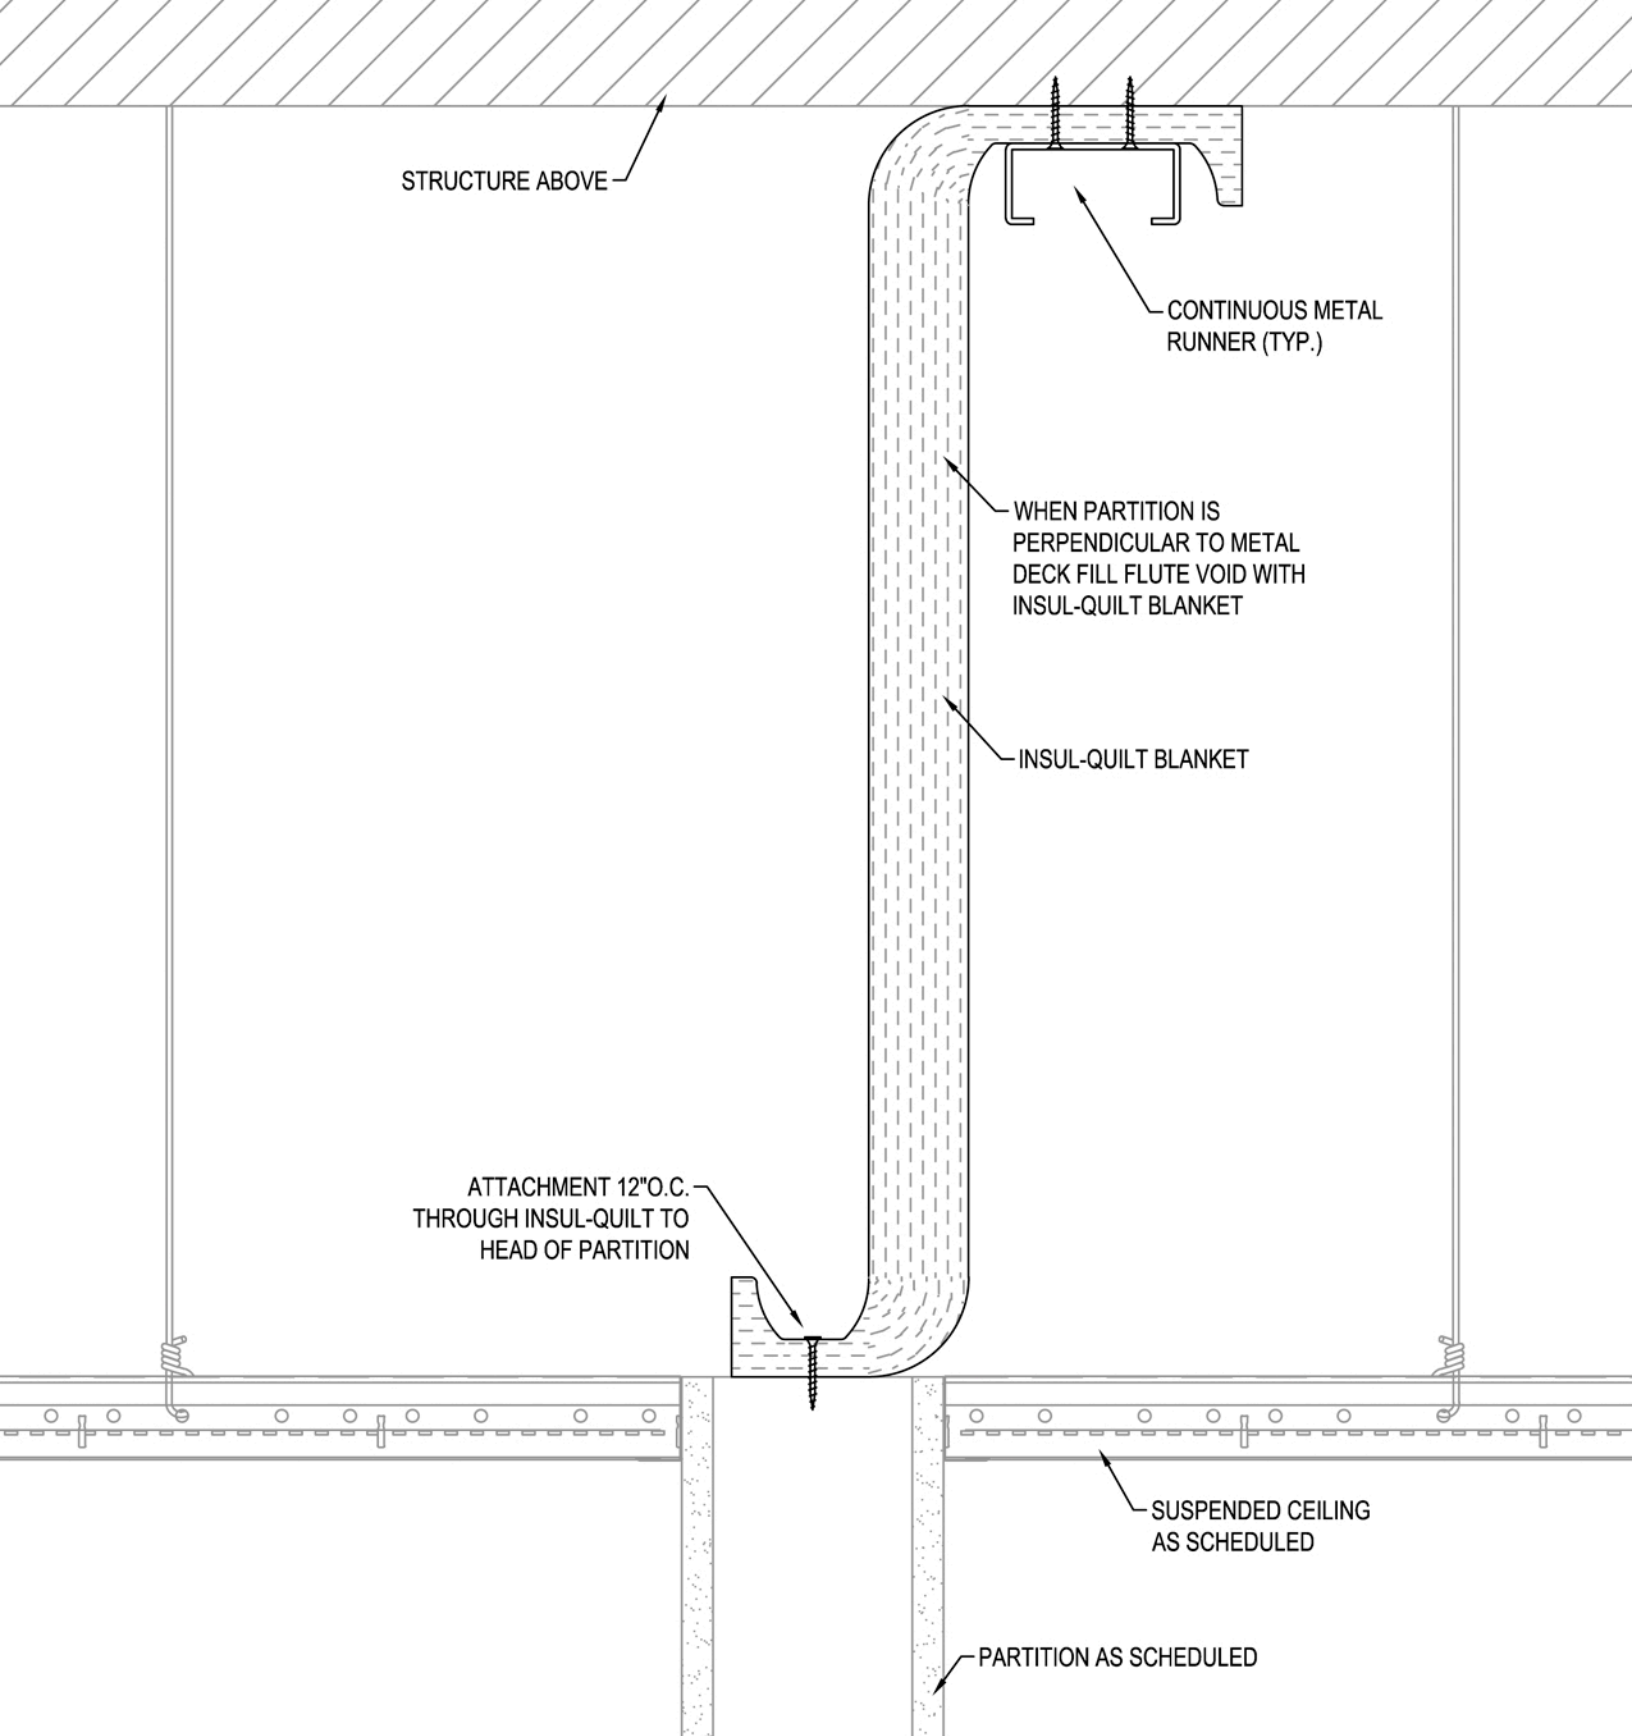 STRUCTURE ABOVE
CONTINUOUS METAL
RUNNER (TYP.)
WHEN PARTITION IS
PERPENDICULAR TO METAL
DECK FILL FLUTE VOID WITH
INSUL-QUILT BLANKET
INSUL-QUILT BLANKET
ATTACHMENT 12"O.C.
THROUGH INSUL-QUILT TO
HEAD OF PARTITION
SUSPENDED CEILING
AS SCHEDULED
PARTITION AS SCHEDULED